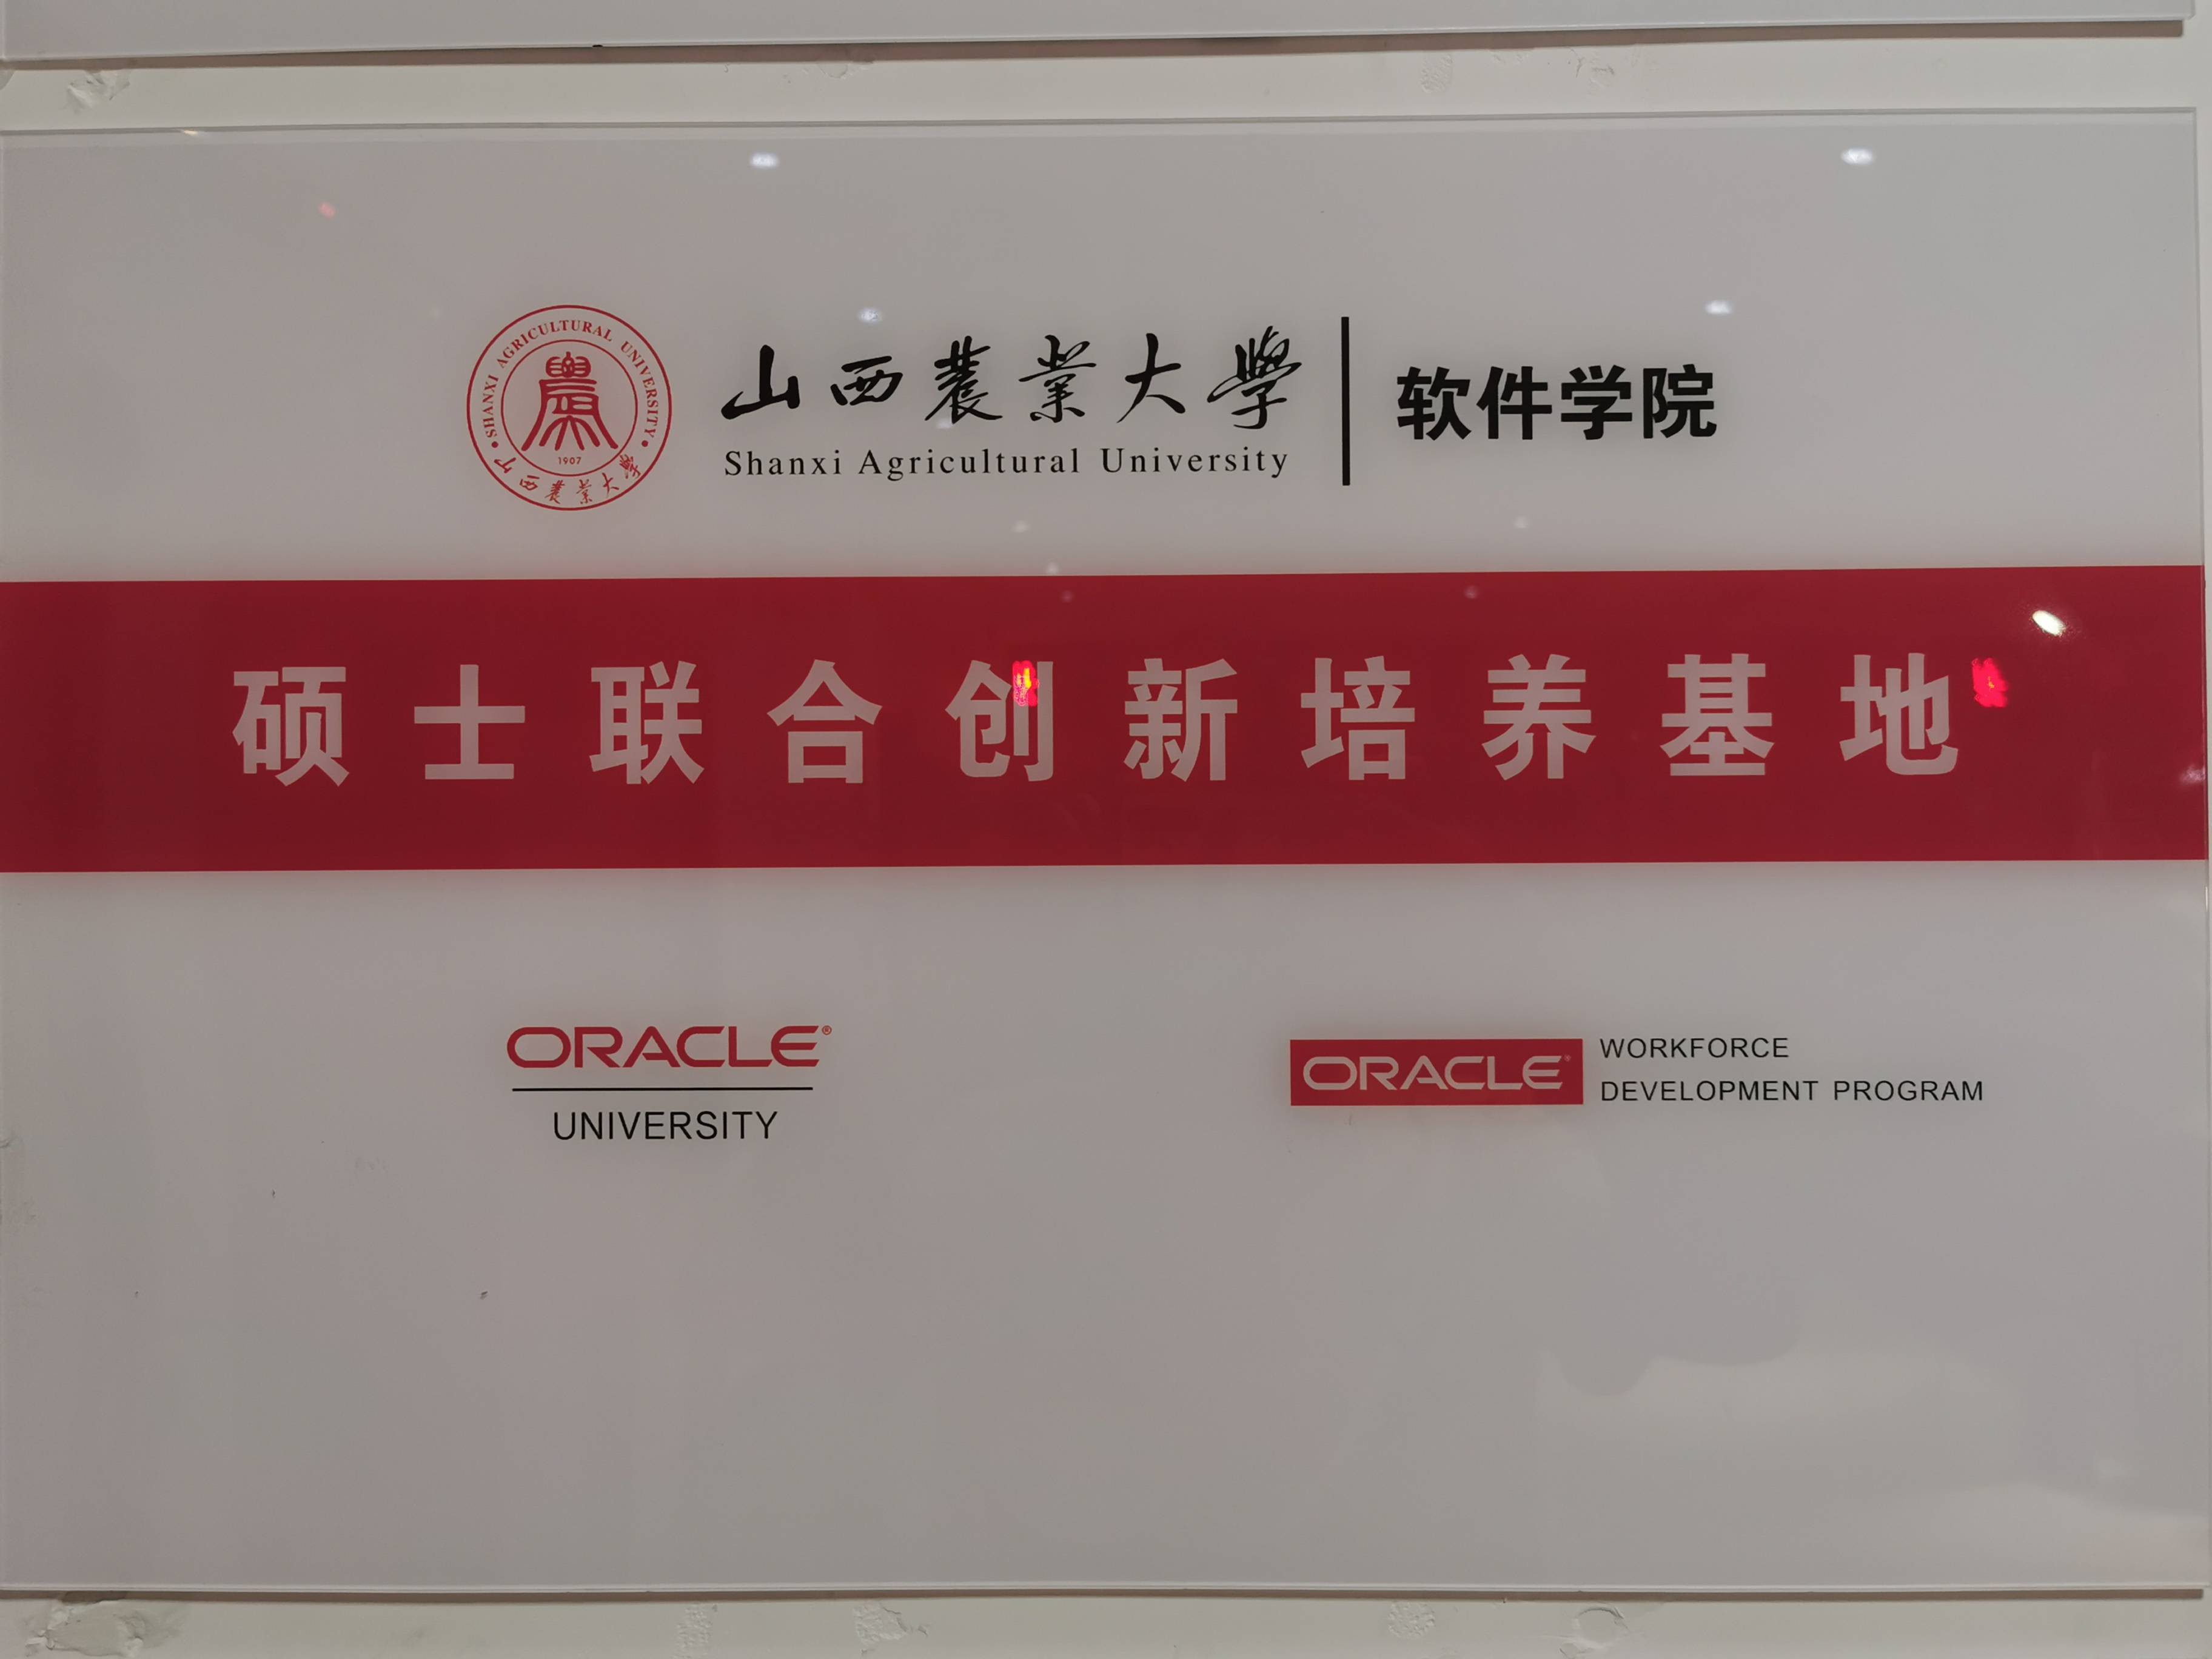 SHANXI AGRICULTURAL UNIVERSITY
1907
山西農業大學
山西農業大學
Shanxi Agricultural University
软件学院
硕士联合创新培养基地
ORACLE®
UNIVERSITY
ORACLE®
WORKFORCE
DEVELOPMENT PROGRAM